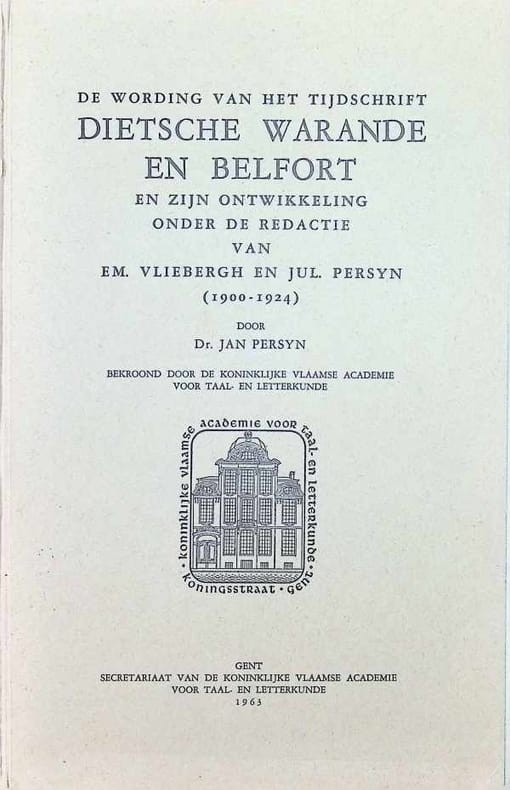 DE WORDING VAN HET TIJDSCHRIFT
DIETSCHE WARANDE
EN BELFORT
EN ZIJN ONTWIKKELING
ONDER DE REDACTIE
VAN
EM. VLIEBERGH EN JUL. PERSYN
(1900-1924)
DOOR
Dr. JAN PERSYN
BEKROOND DOOR DE KONINKLIJKE VLAAMSE ACADEMIE
VOOR TAAL- EN LETTERKUNDE
• koninklijke vlaamse academie voor taal- en letterkunde •
koningsstraat • gent
GENT
SECRETARIAAT VAN DE KONINKLIJKE VLAAMSE ACADEMIE
VOOR TAAL- EN LETTERKUNDE
1963